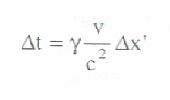 Δt = γ v/c² Δx'